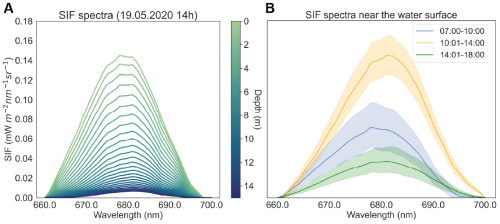 A
SIF spectra (19.05.2020 14h)
SIF (mW m⁻²nm⁻¹sr⁻¹)
0.18
0.16
0.14
0.12
0.10
0.08
0.06
0.04
0.02
0.00
660.0 670.0 680.0 690.0 700.0
Wavelength (nm)
0
2
4
6
8
10
12
14
Depth (m)
B
SIF spectra near the water surface
07:00-10:00
10:01-14:00
14:01-18:00
660.0 670.0 680.0 690.0 700.0
Wavelength (nm)